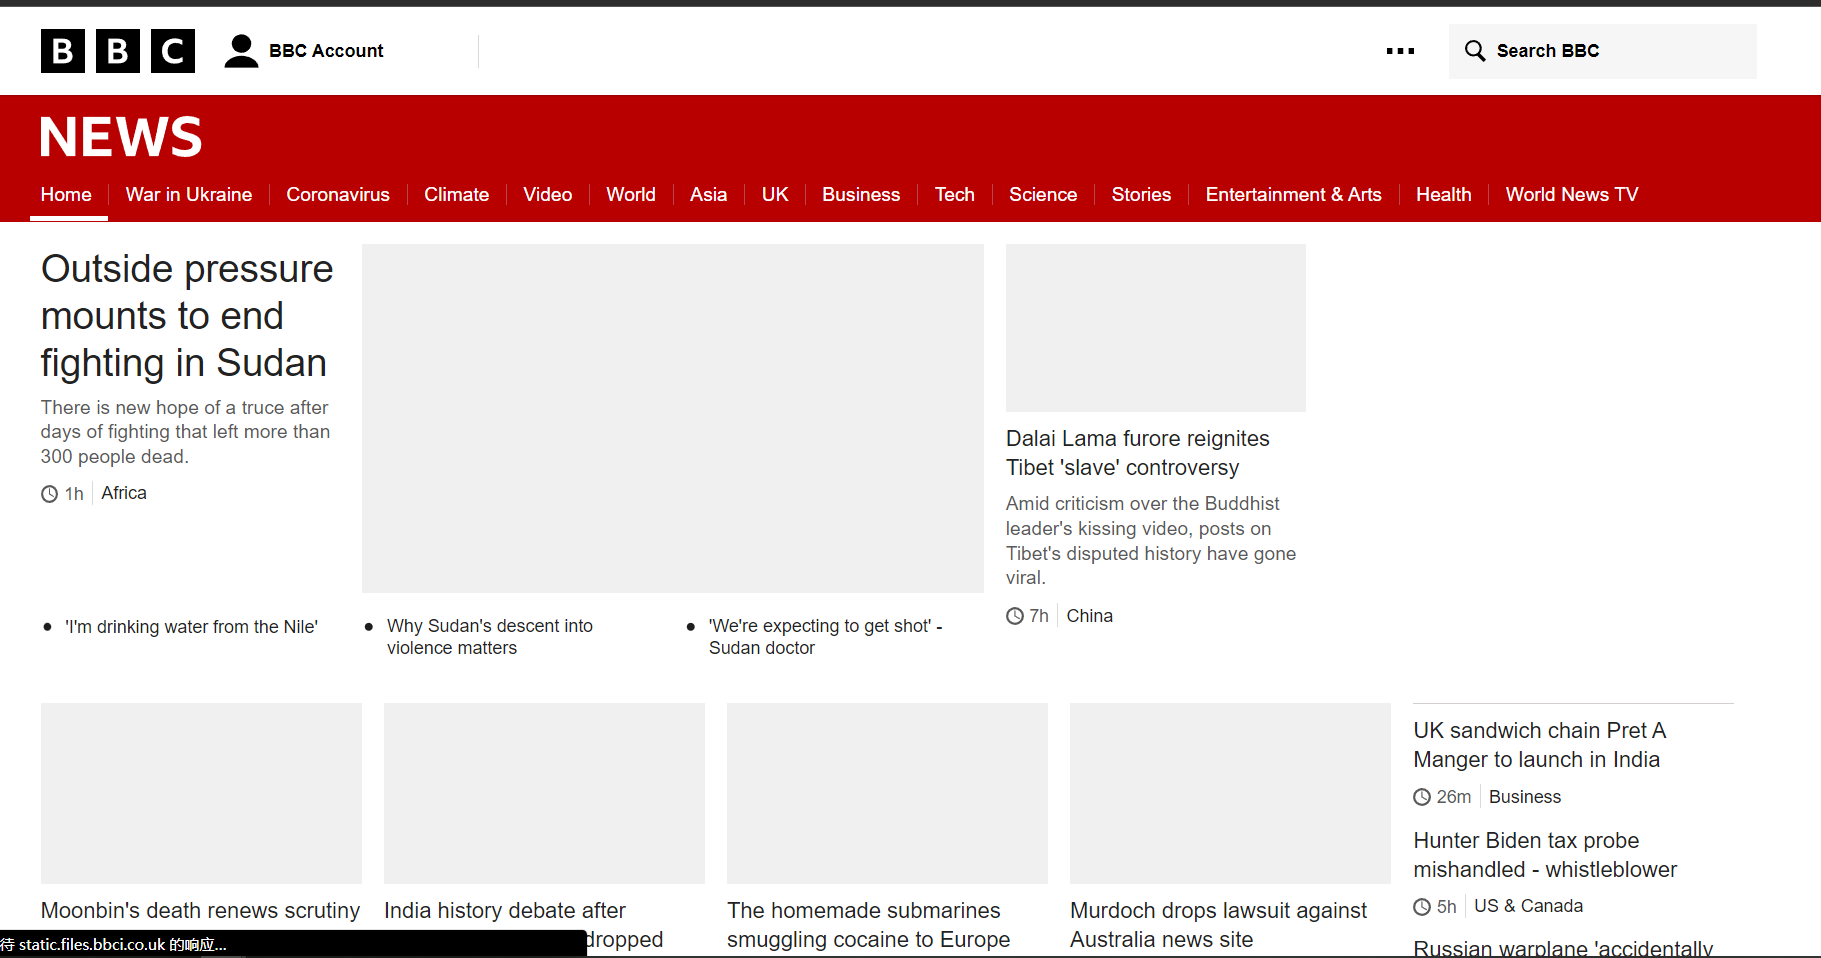 BBC
BBC Account
Search BBC
NEWS
Home
War in Ukraine
Coronavirus
Climate
Video
World
Asia
UK
Business
Tech
Science
Stories
Entertainment & Arts
Health
World News TV
Outside pressure
mounts to end
fighting in Sudan
There is new hope of a truce after
days of fighting that left more than
300 people dead.
1h
Africa
Dalai Lama furore reignites
Tibet 'slave' controversy
Amid criticism over the Buddhist
leader's kissing video, posts on
Tibet's disputed history have gone
viral.
7h
China
'I'm drinking water from the Nile'
Why Sudan's descent into
violence matters
'We're expecting to get shot' -
Sudan doctor
Moonbin's death renews scrutiny
India history debate after
dropped
The homemade submarines
smuggling cocaine to Europe
Murdoch drops lawsuit against
Australia news site
UK sandwich chain Pret A
Manger to launch in India
26m
Business
Hunter Biden tax probe
mishandled - whistleblower
5h
US & Canada
Russian warplane 'accidentally
待 static.files.bbci.co.uk 的响应...